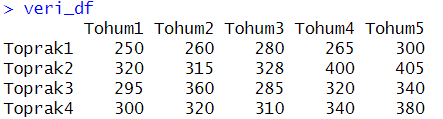 > veri_df
Tohum1 Tohum2 Tohum3 Tohum4 Tohum5
Toprak1 250 260 280 265 300
Toprak2 320 315 328 400 405
Toprak3 295 360 285 320 340
Toprak4 300 320 310 340 380